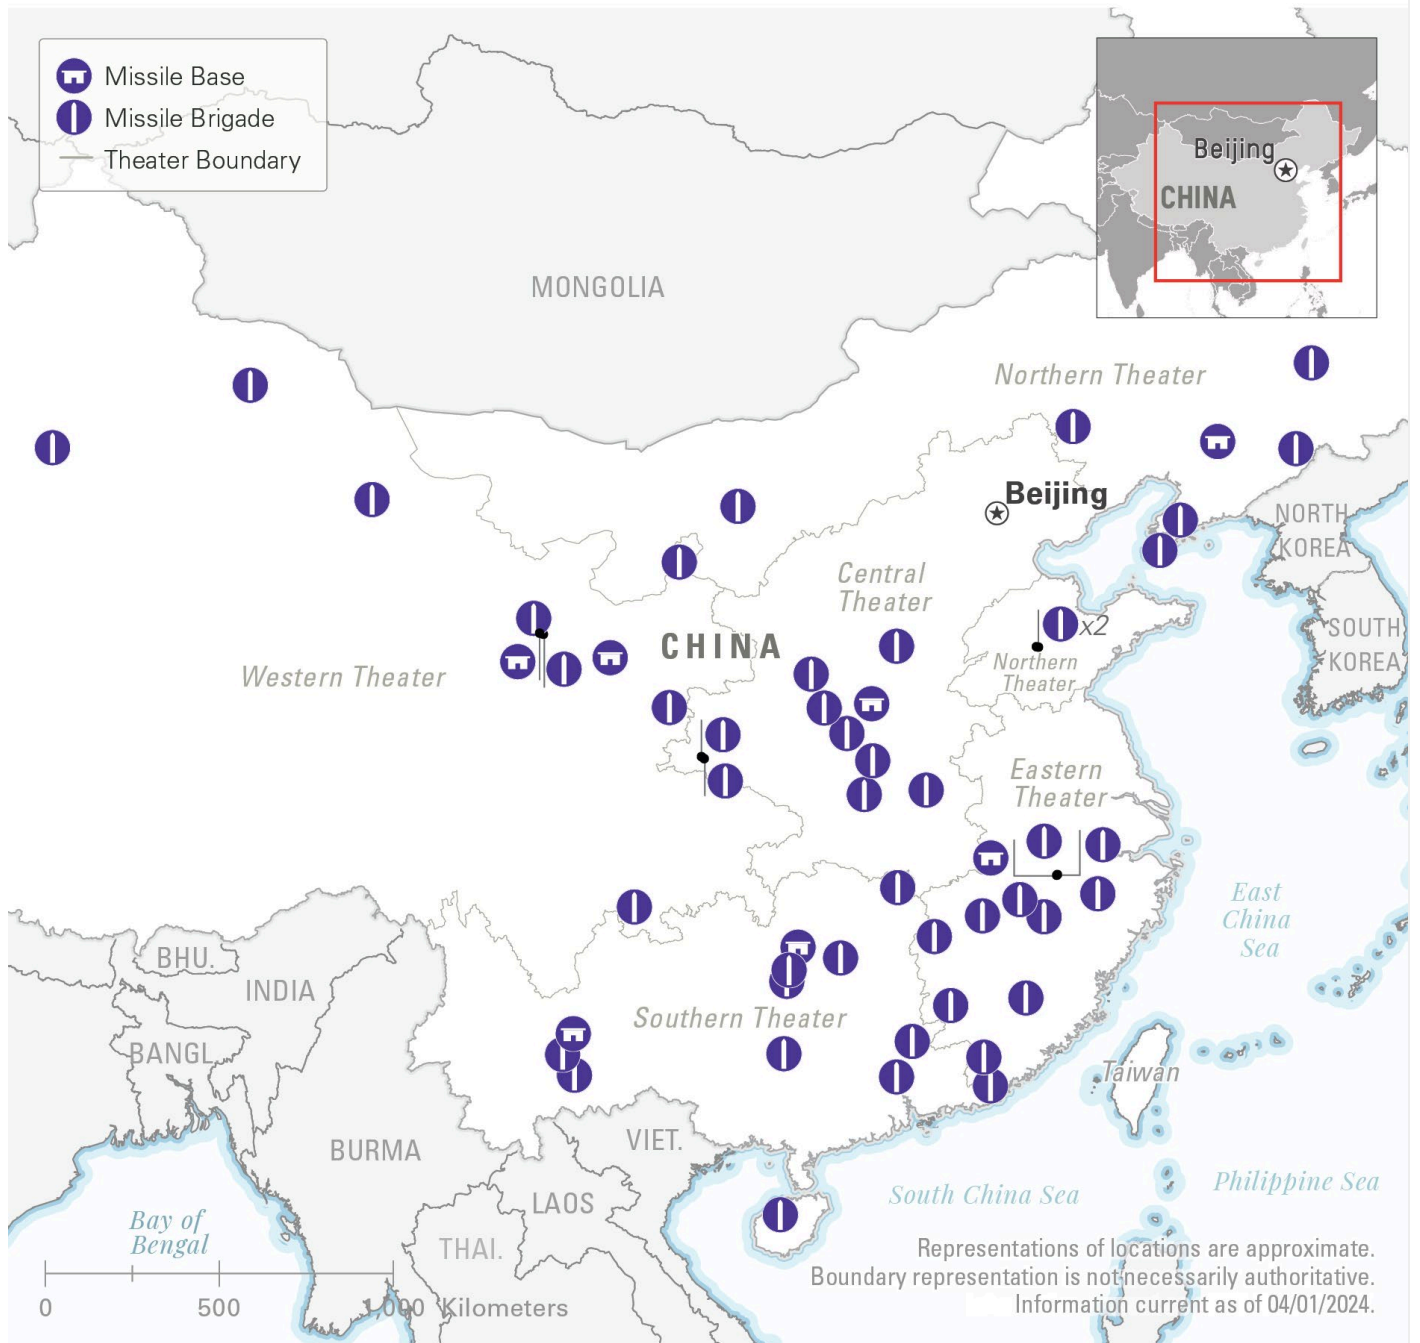 Missile Base
Missile Brigade
Theater Boundary
Beijing
CHINA
MONGOLIA
Northern Theater
Beijing
NORTH
KOREA
Central
Theater
SOUTH
KOREA
x2
CHINA
Western Theater
Northern
Theater
Eastern
Theater
East
China
Sea
BHU.
INDIA
Southern Theater
BANGL.
Taiwan
BURMA
VIET.
LAOS
South China Sea
Philippine Sea
Bay of
Bengal
THAI.
Representations of locations are approximate.
Boundary representation is not necessarily authoritative.
Information current as of 04/01/2024.
0 500 1,000 Kilometers